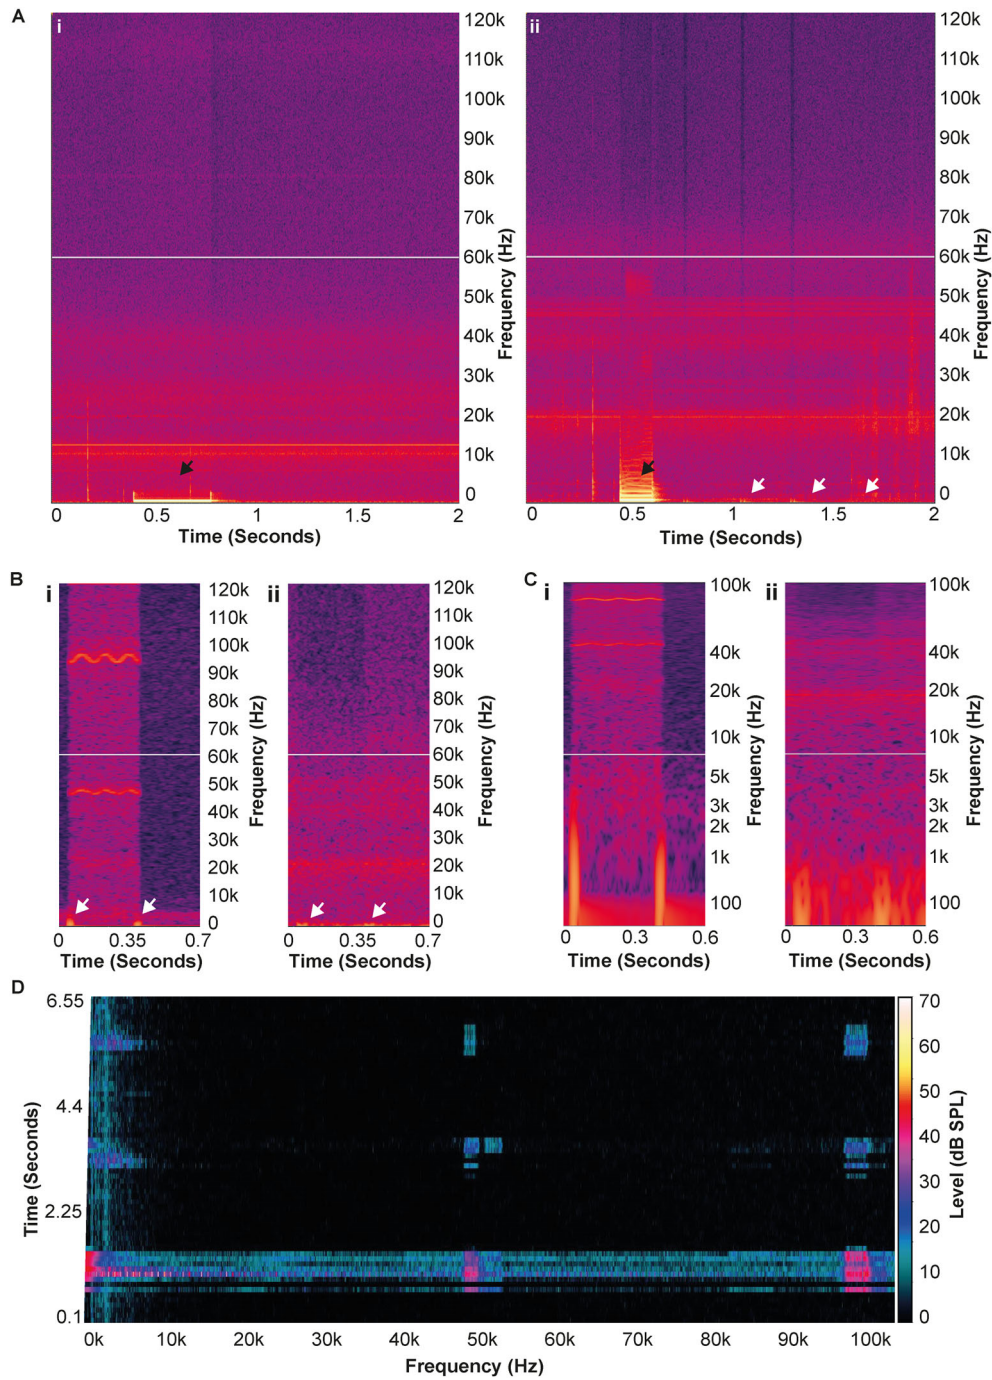 A
i
120k
110k
100k
90k
80k
70k
60k
50k
40k
30k
20k
10k
0
Frequency (Hz)
0 0.5 1 1.5 2
Time (Seconds)
ii
120k
110k
100k
90k
80k
70k
60k
50k
40k
30k
20k
10k
0
Frequency (Hz)
0 0.5 1 1.5 2
Time (Seconds)
B
i
120k
110k
100k
90k
80k
70k
60k
50k
40k
30k
20k
10k
0
Frequency (Hz)
0 0.35 0.7
Time (Seconds)
ii
120k
110k
100k
90k
80k
70k
60k
50k
40k
30k
20k
10k
0
Frequency (Hz)
0 0.35 0.7
Time (Seconds)
C
i
100k
40k
20k
10k
5k
3k
2k
1k
100
Frequency (Hz)
0 0.3 0.6
Time (Seconds)
ii
100k
40k
20k
10k
5k
3k
2k
1k
100
Frequency (Hz)
0 0.3 0.6
Time (Seconds)
D
6.55
4.4
2.25
0.1
Time (Seconds)
0k 10k 20k 30k 40k 50k 60k 70k 80k 90k 100k
Frequency (Hz)
70
60
50
40
30
20
10
0
Level (dB SPL)